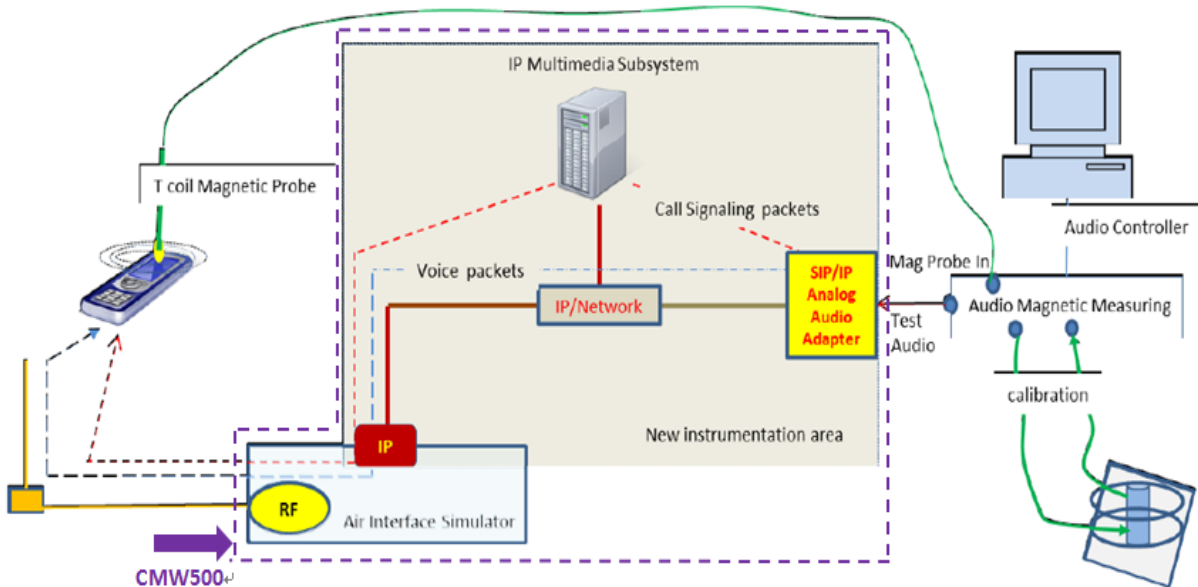 IP Multimedia Subsystem
T coil Magnetic Probe
Call Signaling packets
Audio Controller
Voice packets
SIP/IP
Analog
Audio
Adapter
Mag Probe In
IP/Network
Test
Audio
Audio Magnetic Measuring
calibration
New instrumentation area
IP
RF
Air Interface Simulator
CMW500